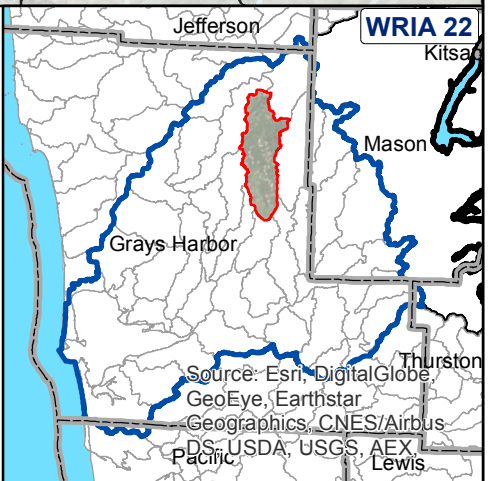 Jefferson
WRIA 22
Kitsap
Mason
Grays Harbor
Thurston
Source: Esri, DigitalGlobe,
GeoEye, Earthstar
Geographics, CNES/Airbus
DS, USDA, USGS, AEX,
Pacific
Lewis